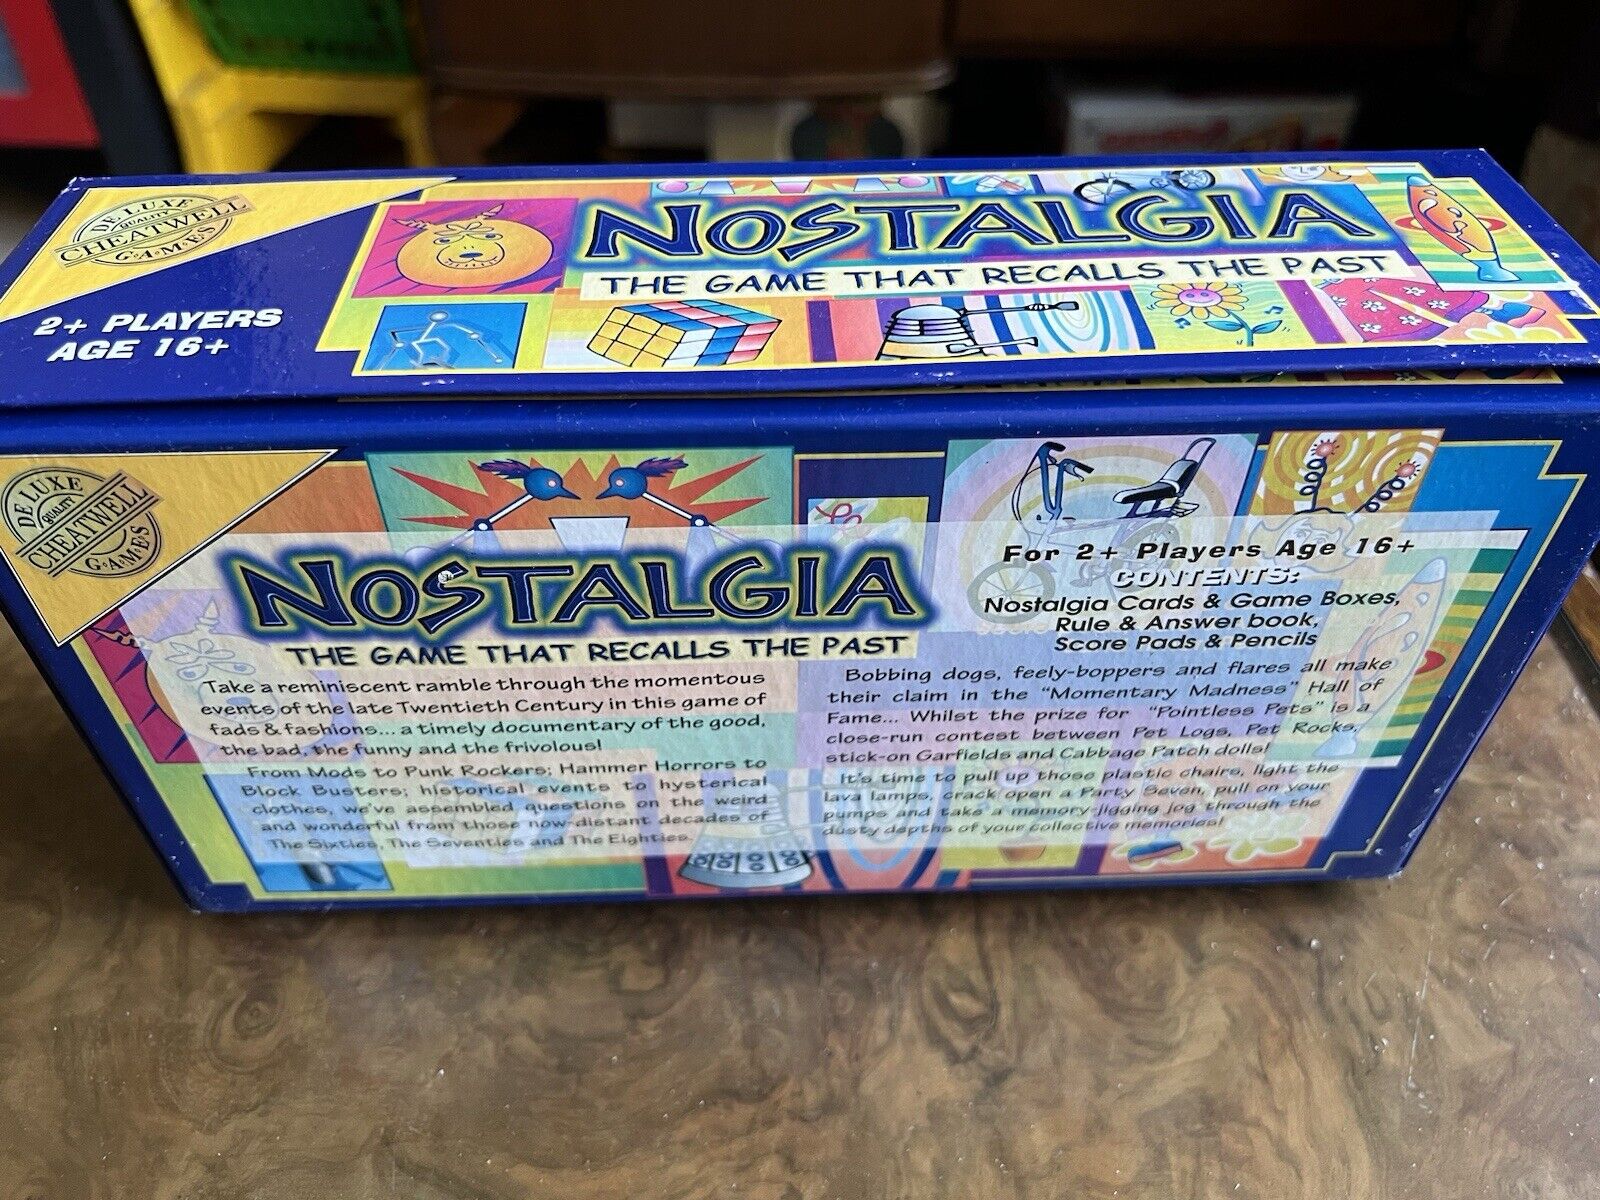 DE LUXE
QUALITY
CHEATWELL
G·A·M·E·S
2+ PLAYERS
AGE 16+
NOSTALGIA
THE GAME THAT RECALLS THE PAST
DE LUXE
QUALITY
CHEATWELL
G·A·M·E·S
NOSTALGIA
THE GAME THAT RECALLS THE PAST
Take a reminiscent ramble through the momentous
events of the late Twentieth Century in this game of
fads & fashions... a timely documentary of the good,
the bad, the funny and the frivolous!
From Mods to Punk Rockers; Hammer Horrors to
Block Busters; historical events to hysterical
clothes, we've assembled questions on the weird
and wonderful from those now-distant decades of
The Sixties, The Seventies and The Eighties.
For 2+ Players Age 16+
CONTENTS:
Nostalgia Cards & Game Boxes,
Rule & Answer book,
Score Pads & Pencils
Bobbing dogs, feely-boppers and flares all make
their claim in the "Momentary Madness" Hall of
Fame... Whilst the prize for "Pointless Pets" is a
close-run contest between Pet Logs, Pet Rocks,
stick-on Garfields and Cabbage Patch dolls!
It's time to pull up those plastic chairs, light the
lava lamps, crack open a Party Seven, pull on your
pumps and take a memory-jigging jog through the
dusty depths of your collective memories!